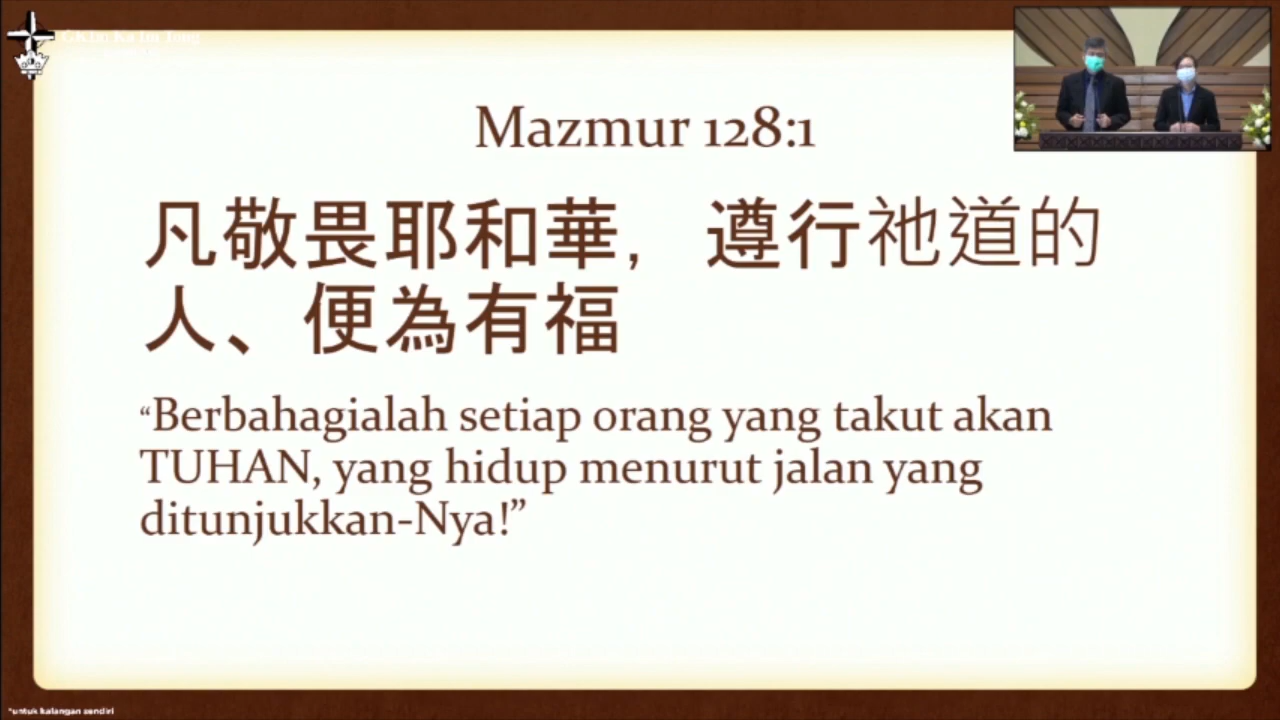 Mazmur 128:1
凡敬畏耶和華，遵行祂道的
人、便為有福
“Berbahagialah setiap orang yang takut akan
TUHAN, yang hidup menurut jalan yang
ditunjukkan-Nya!”
*untuk kalangan sendiri